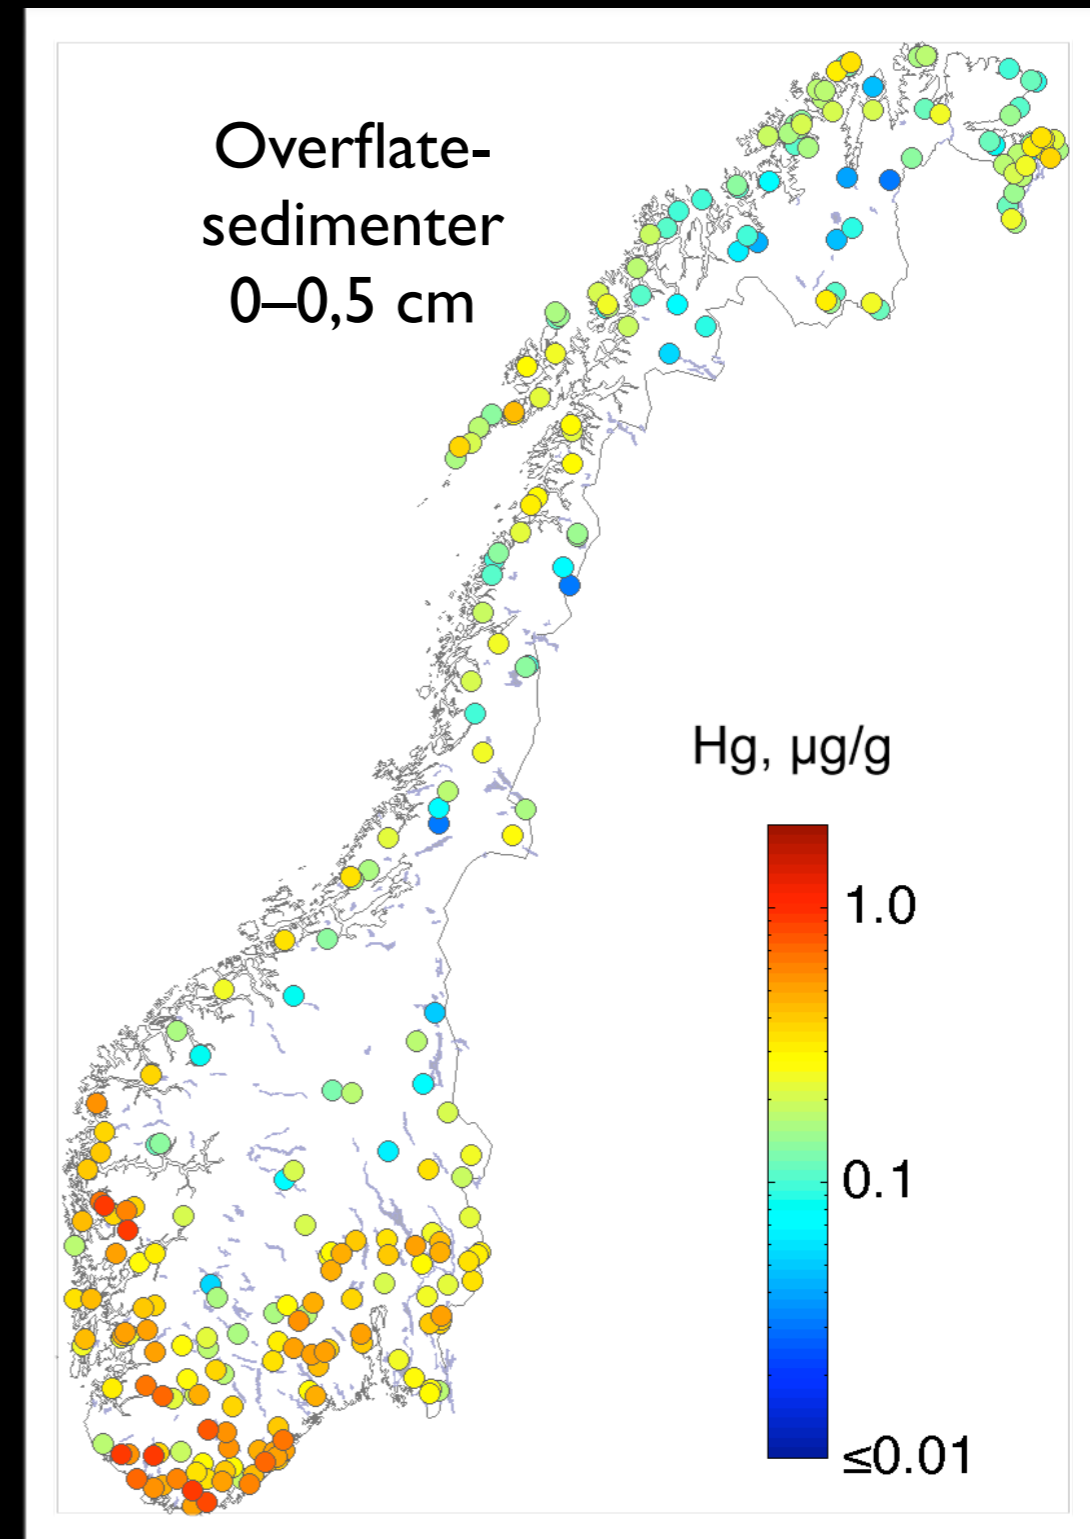 Overflate-
sedimenter
0–0,5 cm
Hg, µg/g
1.0
0.1
≤0.01